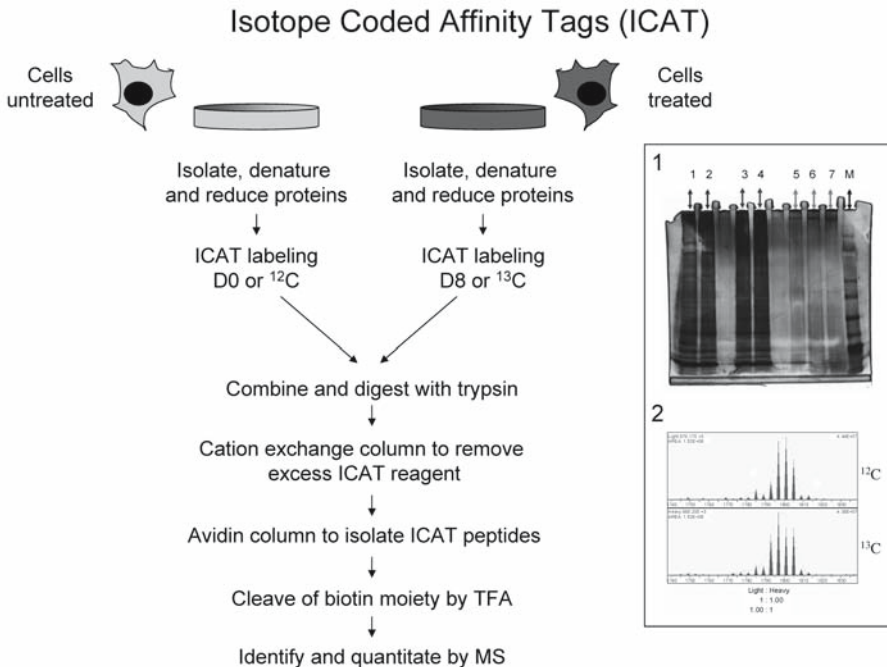 Isotope Coded Affinity Tags (ICAT)
Cells
untreated
Cells
treated
Isolate, denature
and reduce proteins
Isolate, denature
and reduce proteins
ICAT labeling
D0 or ¹²C
ICAT labeling
D8 or ¹³C
Combine and digest with trypsin
Cation exchange column to remove
excess ICAT reagent
Avidin column to isolate ICAT peptides
Cleave of biotin moiety by TFA
Identify and quantitate by MS
1
1 2 3 4 5 6 7 M
2
¹²C
¹³C
Light : Heavy
1 : 1.00
1.00 : 1